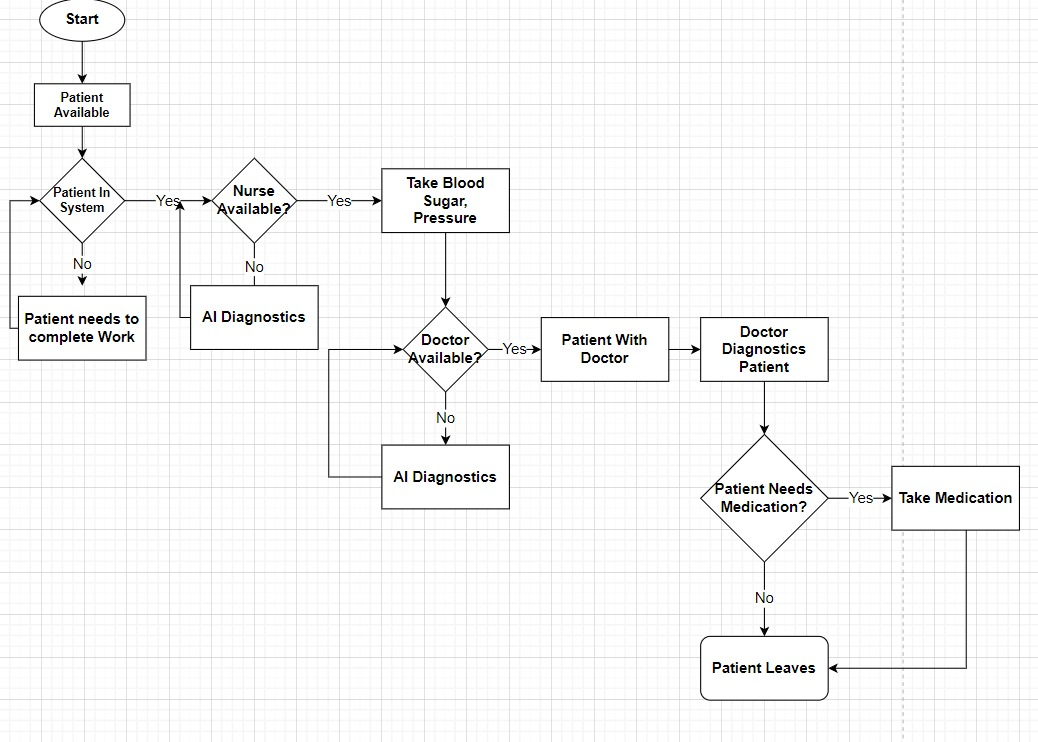 Start
Patient
Available
Patient In
System
Yes
Nurse
Available?
Yes
Take Blood
Sugar,
Pressure
No
No
Patient needs to
complete Work
AI Diagnostics
Doctor
Available?
Yes
Patient With
Doctor
Doctor
Diagnostics
Patient
No
AI Diagnostics
Patient Needs
Medication?
Yes
Take Medication
No
Patient Leaves